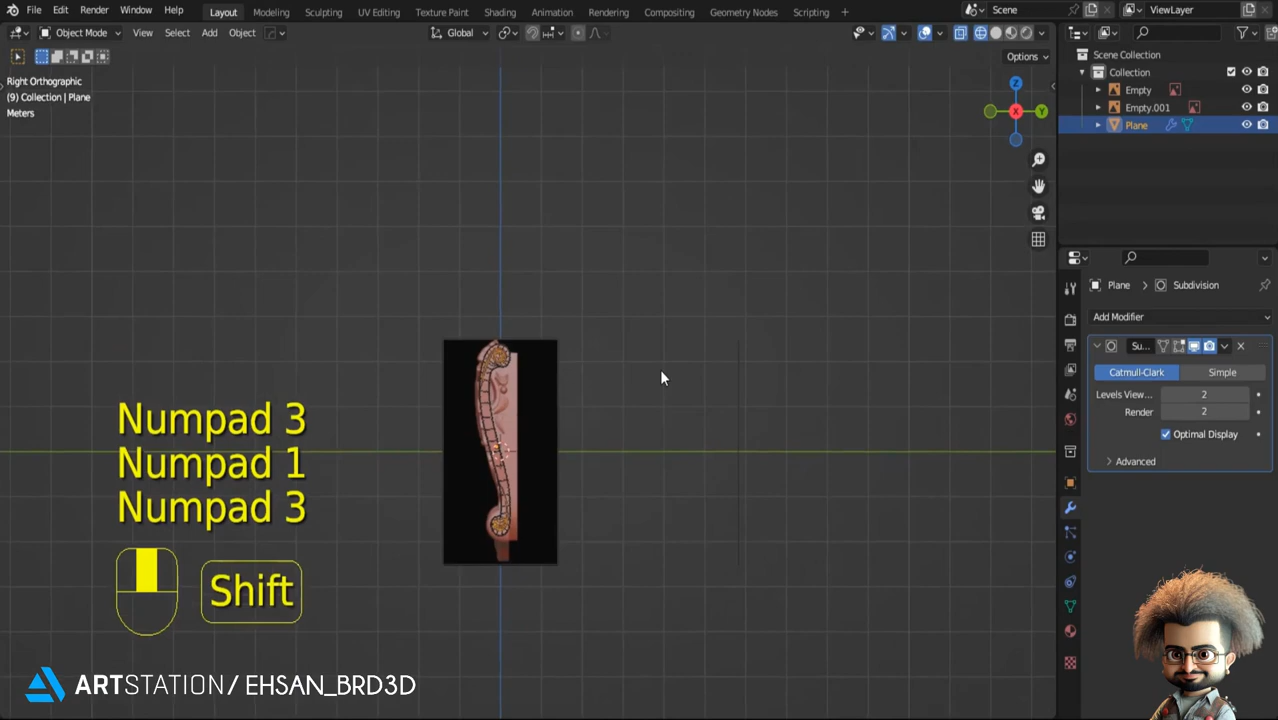 File Edit Render Window Help Layout Modeling Sculpting UV Editing Texture Paint Shading Animation Rendering Compositing Geometry Nodes Scripting + Scene ViewLayer
Object Mode View Select Add Object Global
Options
Right Orthographic
(9) Collection | Plane
Meters
Z
Y
X
Scene Collection
Collection
Empty
Empty.001
Plane
Plane > Subdivision
Add Modifier
Su...
Catmull-Clark Simple
Levels View... 2
Render 2
Optimal Display
Advanced
Numpad 3
Numpad 1
Numpad 3
Shift
ARTSTATION/ EHSAN_BRD3D